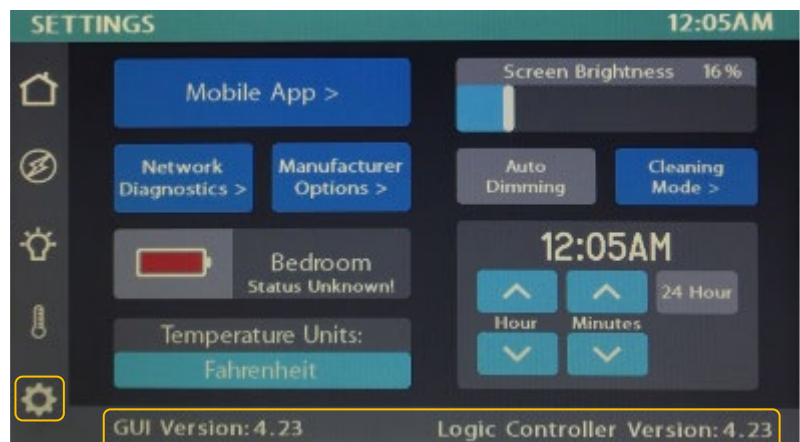 SETTINGS 12:05AM
Mobile App >
Screen Brightness 16%
Network
Diagnostics >
Manufacturer
Options >
Auto
Dimming
Cleaning
Mode >
Bedroom
Status Unknown!
12:05AM
24 Hour
Hour Minutes
Temperature Units:
Fahrenheit
GUI Version:4.23 Logic Controller Version:4.23